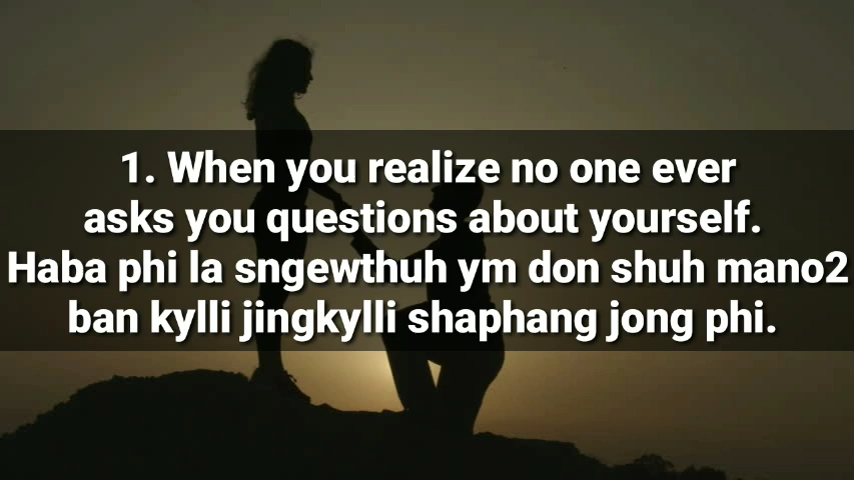 1. When you realize no one ever
asks you questions about yourself.
Haba phi la sngewthuh ym don shuh mano2
ban kylli jingkylli shaphang jong phi.